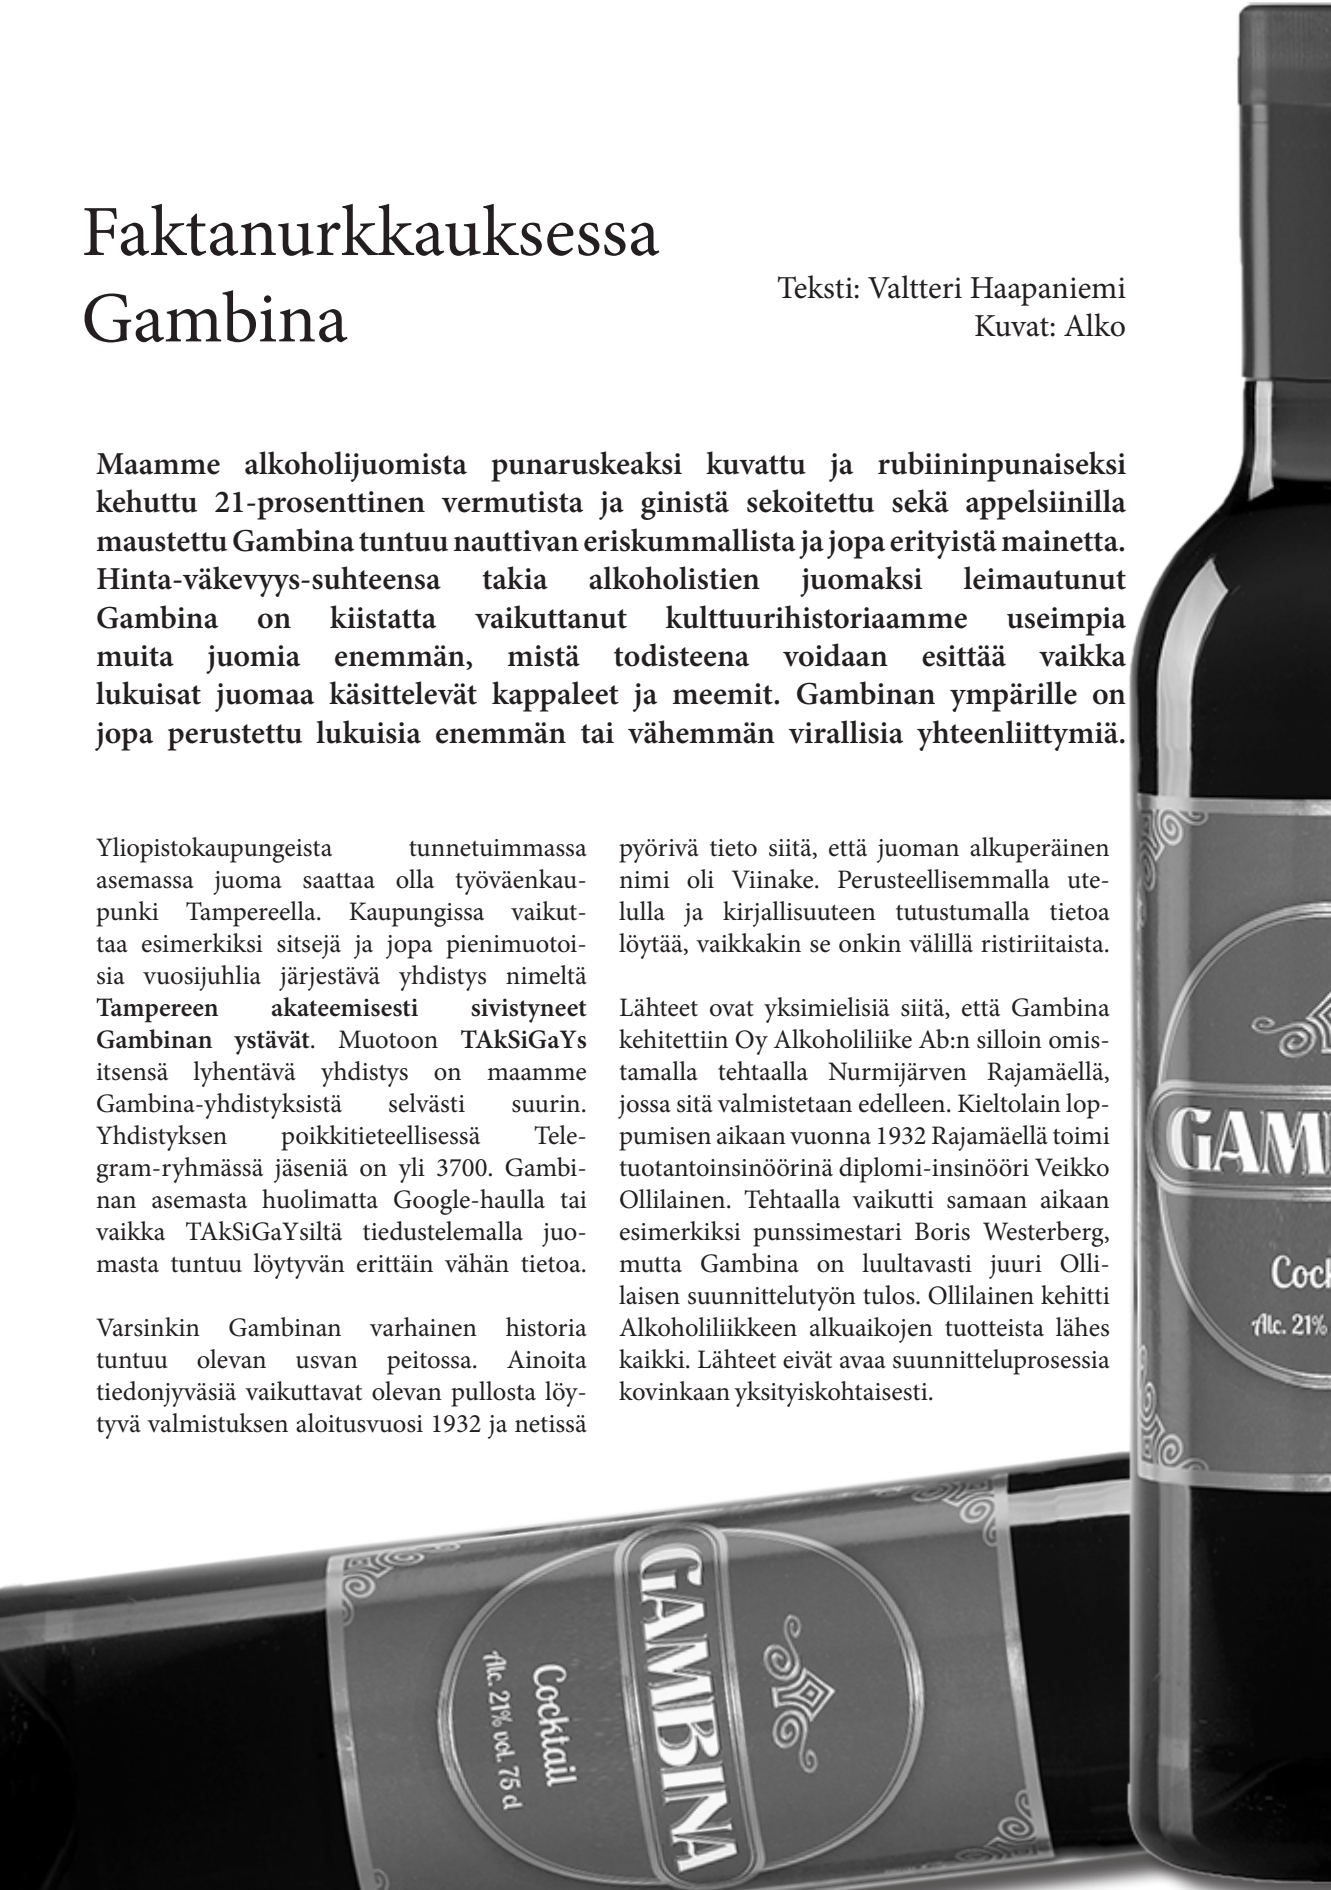 Faktanurkkauksessa
Gambina
Teksti: Valtteri Haapaniemi
Kuvat: Alko
Maamme alkoholijuomista punaruskeaksi kuvattu ja rubiininpunaiseksi
kehuttu 21-prosenttinen vermutista ja ginistä sekoitettu sekä appelsiinilla
maustettu Gambina tuntuu nauttivan eriskummallista ja jopa erityistä mainetta.
Hinta-väkevyys-suhteensa takia alkoholistien juomaksi leimautunut
Gambina on kiistatta vaikuttanut kulttuurihistoriaamme useimpia
muita juomia enemmän, mistä todisteena voidaan esittää vaikka
lukuisat juomaa käsittelevät kappaleet ja meemit. Gambinan ympärille on
jopa perustettu lukuisia enemmän tai vähemmän virallisia yhteenliittymiä.
Yliopistokaupungeista tunnetuimmassa
asemassa juoma saattaa olla työväenkau-
punki Tampereella. Kaupungissa vaikut-
taa esimerkiksi sitsejä ja jopa pienimuotoi-
sia vuosijuhlia järjestävä yhdistys nimeltä
Tampereen akateemisesti sivistyneet
Gambinan ystävät. Muotoon TAkSiGaYs
itsensä lyhentävä yhdistys on maamme
Gambina-yhdistyksistä selvästi suurin.
Yhdistyksen poikkitieteellisessä Tele-
gram-ryhmässä jäseniä on yli 3700. Gambi-
nan asemasta huolimatta Google-haulla tai
vaikka TAkSiGaYsiltä tiedustelemalla juo-
masta tuntuu löytyvän erittäin vähän tietoa.
Varsinkin Gambinan varhainen historia
tuntuu olevan usvan peitossa. Ainoita
tiedonjyväsiä vaikuttavat olevan pullosta löy-
tyvä valmistuksen aloitusvuosi 1932 ja netissä
pyörivä tieto siitä, että juoman alkuperäinen
nimi oli Viinake. Perusteellisemmalla ute-
lulla ja kirjallisuuteen tutustumalla tietoa
löytää, vaikkakin se onkin välillä ristiriitaista.
Lähteet ovat yksimielisiä siitä, että Gambina
kehitettiin Oy Alkoholiliike Ab:n silloin omis-
tamalla tehtaalla Nurmijärven Rajamäellä,
jossa sitä valmistetaan edelleen. Kieltolain lop-
pumisen aikaan vuonna 1932 Rajamäellä toimi
tuotantoinsinöörinä diplomi-insinööri Veikko
Ollilainen. Tehtaalla vaikutti samaan aikaan
esimerkiksi punssimestari Boris Westerberg,
mutta Gambina on luultavasti juuri Olli-
laisen suunnittelutyön tulos. Ollilainen kehitti
Alkoholiliikkeen alkuaikojen tuotteista lähes
kaikki. Lähteet eivät avaa suunnitteluprosessia
kovinkaan yksityiskohtaisesti.
GAM
Cock
Alc. 21%
GAMBINA
Cocktail
Alc. 21% vol. 75 cl